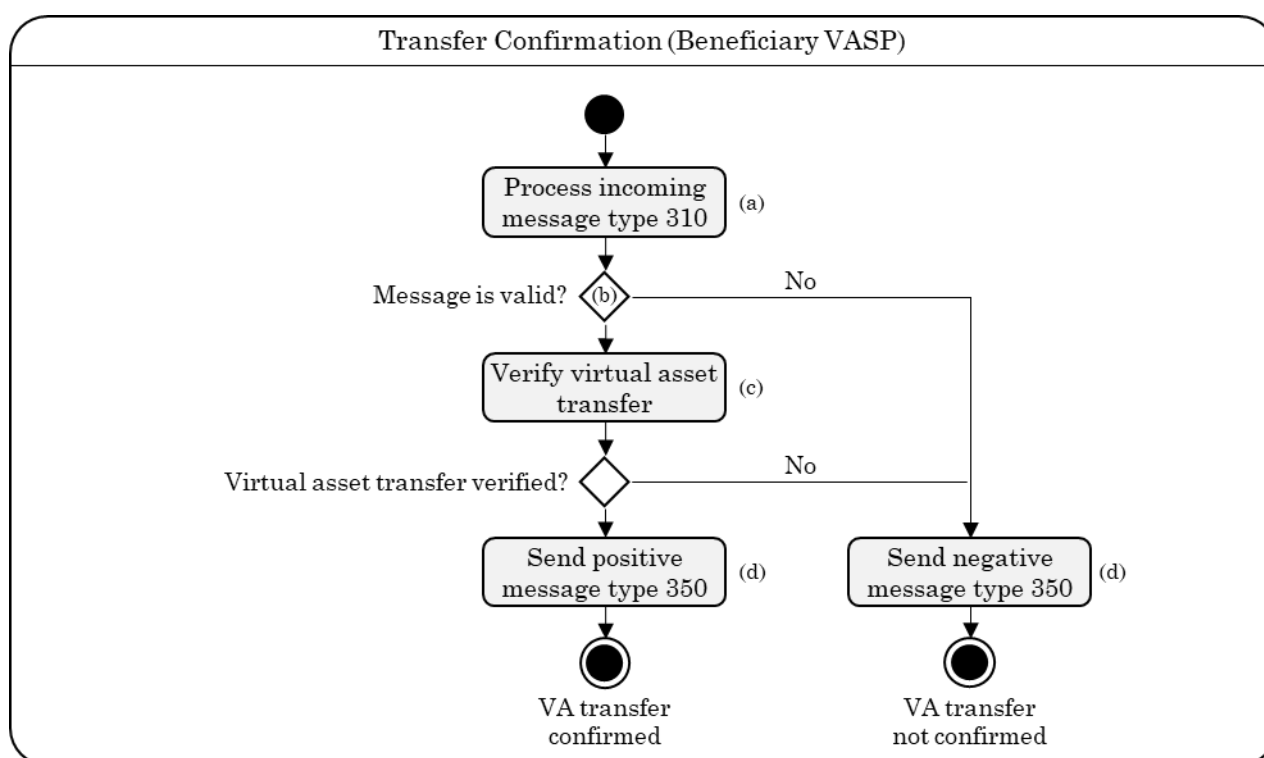 Transfer Confirmation (Beneficiary VASP)
Process incoming
message type 310
(a)
Message is valid?
(b)
No
Verify virtual asset
transfer
(c)
Virtual asset transfer verified?
No
Send positive
message type 350
(d)
Send negative
message type 350
(d)
VA transfer
confirmed
VA transfer
not confirmed